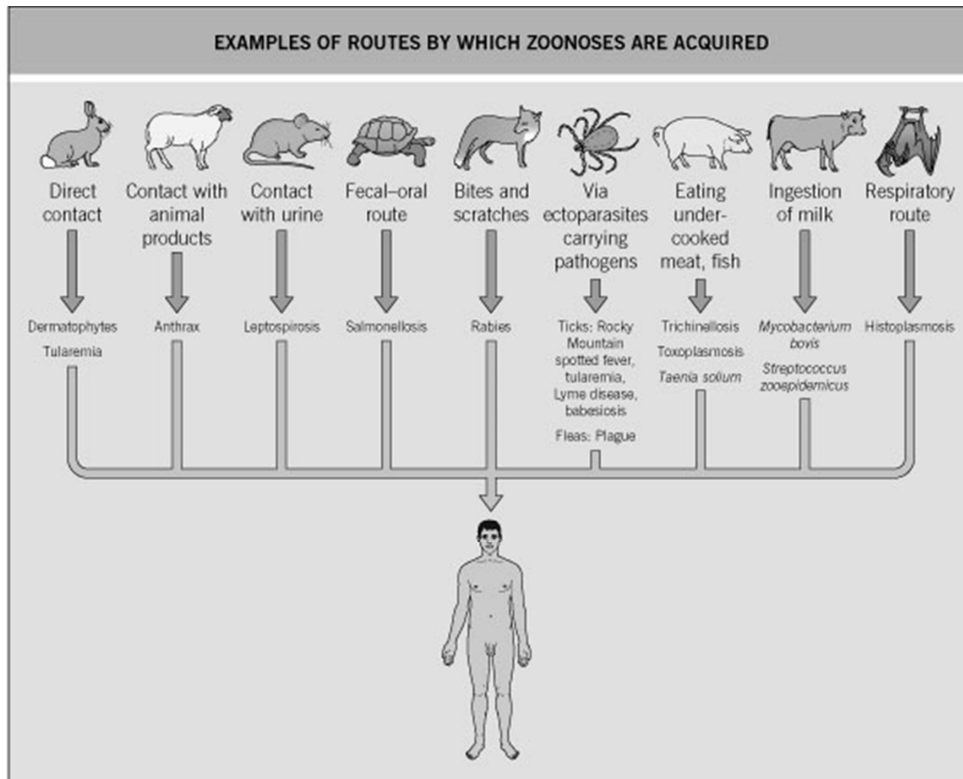 EXAMPLES OF ROUTES BY WHICH ZOONOSES ARE ACQUIRED
Direct
contact
Contact with
animal
products
Contact
with urine
Fecal–oral
route
Bites and
scratches
Via
ectoparasites
carrying
pathogens
Eating
under-
cooked
meat, fish
Ingestion
of milk
Respiratory
route
Dermatophytes
Tularemia
Anthrax
Leptospirosis
Salmonellosis
Rabies
Ticks: Rocky
Mountain
spotted fever,
tularemia,
Lyme disease,
babesiosis
Fleas: Plague
Trichinellosis
Toxoplasmosis
Taenia solium
Mycobacterium
bovis
Streptococcus
zooepidemicus
Histoplasmosis